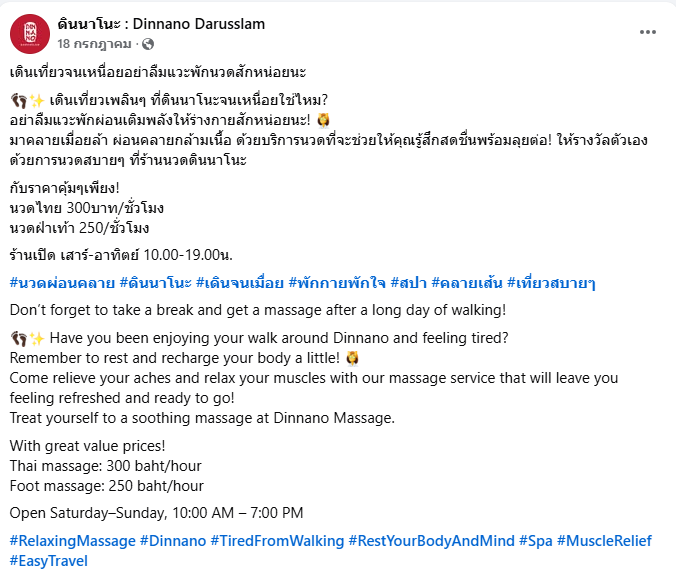 ดินนาโนะ : Dinnano Darusslam
18 กรกฎาคม ·
เดินเที่ยวจนเหนื่อยอย่าลืมแวะพักนวดสักหน่อยนะ
👣✨ เดินเที่ยวเพลินๆ ที่ดินนาโนะจนเหนื่อยใช่ไหม?
อย่าลืมแวะพักผ่อนเติมพลังให้ร่างกายสักหน่อยนะ! 💆
มาคลายเมื่อยล้า ผ่อนคลายกล้ามเนื้อ ด้วยบริการนวดที่จะช่วยให้คุณรู้สึกสดชื่นพร้อมลุยต่อ! ให้รางวัลตัวเอง
ด้วยการนวดสบายๆ ที่ร้านนวดดินนาโนะ
กับราคาคุ้มๆเพียง!
นวดไทย 300บาท/ชั่วโมง
นวดฝ่าเท้า 250/ชั่วโมง
ร้านเปิด เสาร์-อาทิตย์ 10.00-19.00น.
#นวดผ่อนคลาย #ดินนาโนะ #เดินจนเมื่อย #พักกายพักใจ #สปา #คลายเส้น #เที่ยวสบายๆ
Don’t forget to take a break and get a massage after a long day of walking!
👣✨ Have you been enjoying your walk around Dinnano and feeling tired?
Remember to rest and recharge your body a little! 💆
Come relieve your aches and relax your muscles with our massage service that will leave you
feeling refreshed and ready to go!
Treat yourself to a soothing massage at Dinnano Massage.
With great value prices!
Thai massage: 300 baht/hour
Foot massage: 250 baht/hour
Open Saturday–Sunday, 10:00 AM – 7:00 PM
#RelaxingMassage #Dinnano #TiredFromWalking #RestYourBodyAndMind #Spa #MuscleRelief
#EasyTravel